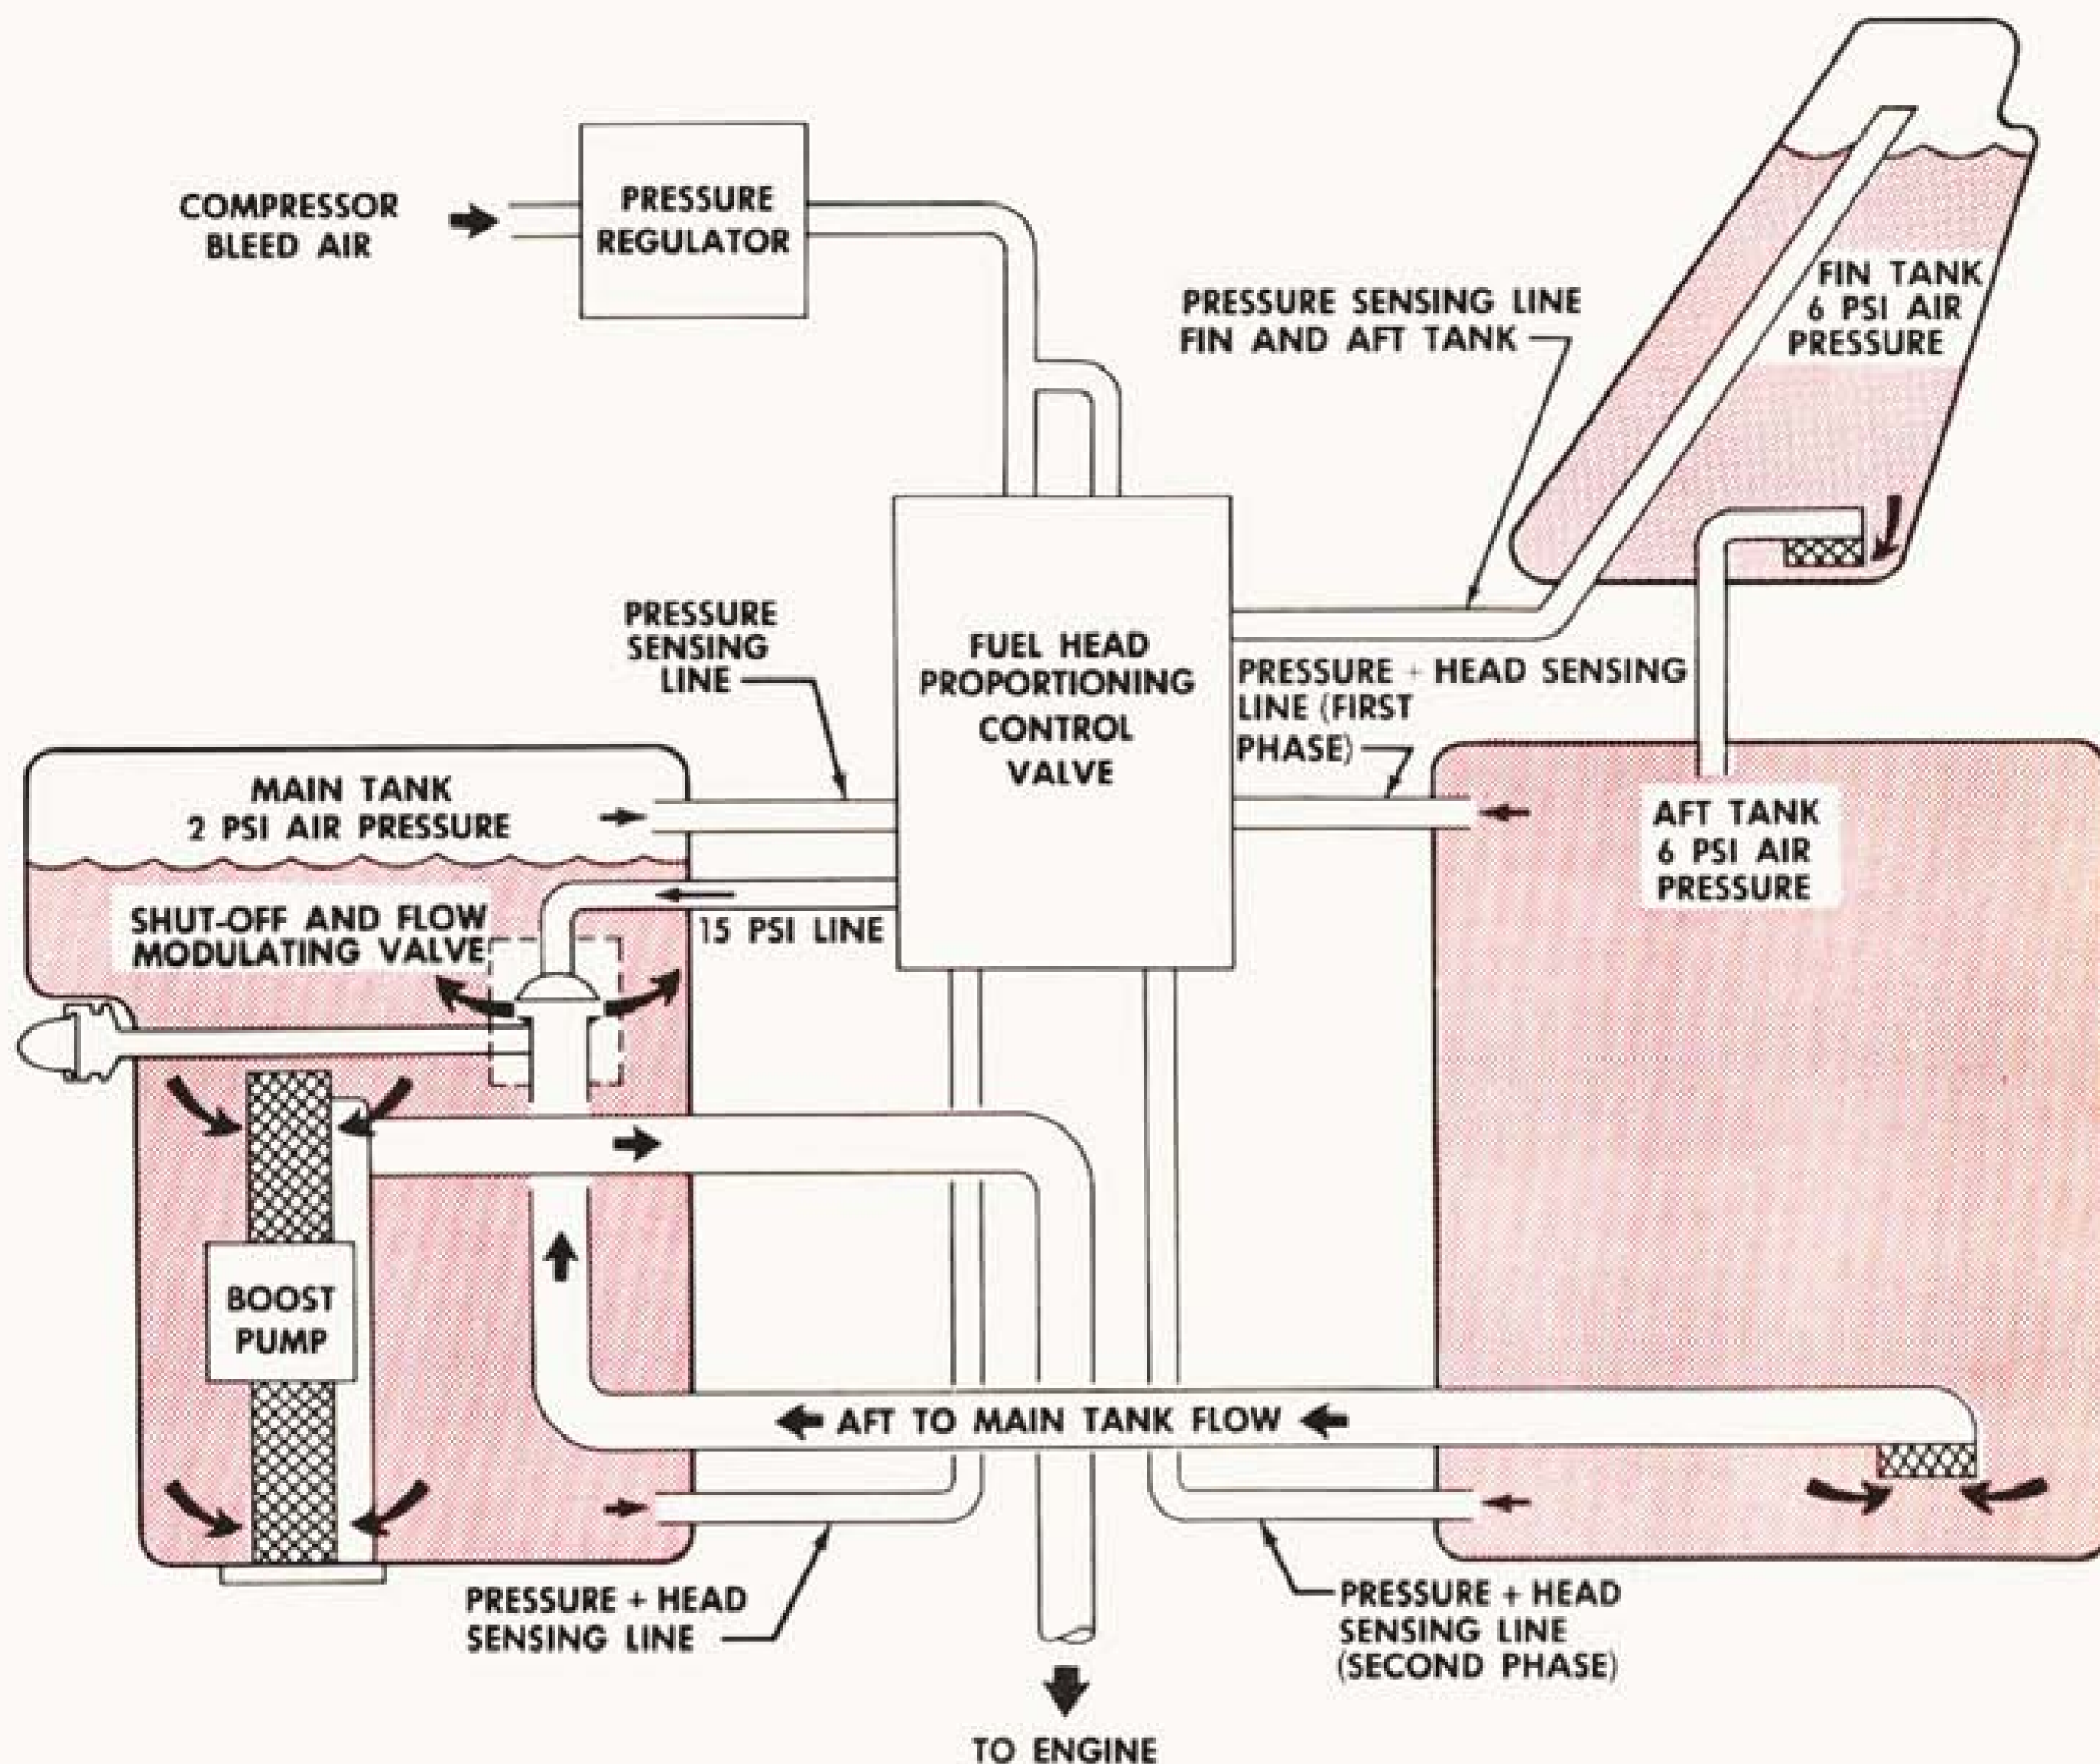 COMPRESSOR
BLEED AIR
PRESSURE
REGULATOR
PRESSURE SENSING LINE
FIN AND AFT TANK
FIN TANK
6 PSI AIR
PRESSURE
PRESSURE
SENSING
LINE
FUEL HEAD
PROPORTIONING
CONTROL
VALVE
PRESSURE + HEAD SENSING
LINE (FIRST
PHASE)
MAIN TANK
2 PSI AIR PRESSURE
AFT TANK
6 PSI AIR
PRESSURE
SHUT-OFF AND FLOW
MODULATING VALVE
15 PSI LINE
BOOST
PUMP
AFT TO MAIN TANK FLOW
PRESSURE + HEAD
SENSING LINE
PRESSURE + HEAD
SENSING LINE
(SECOND PHASE)
TO ENGINE